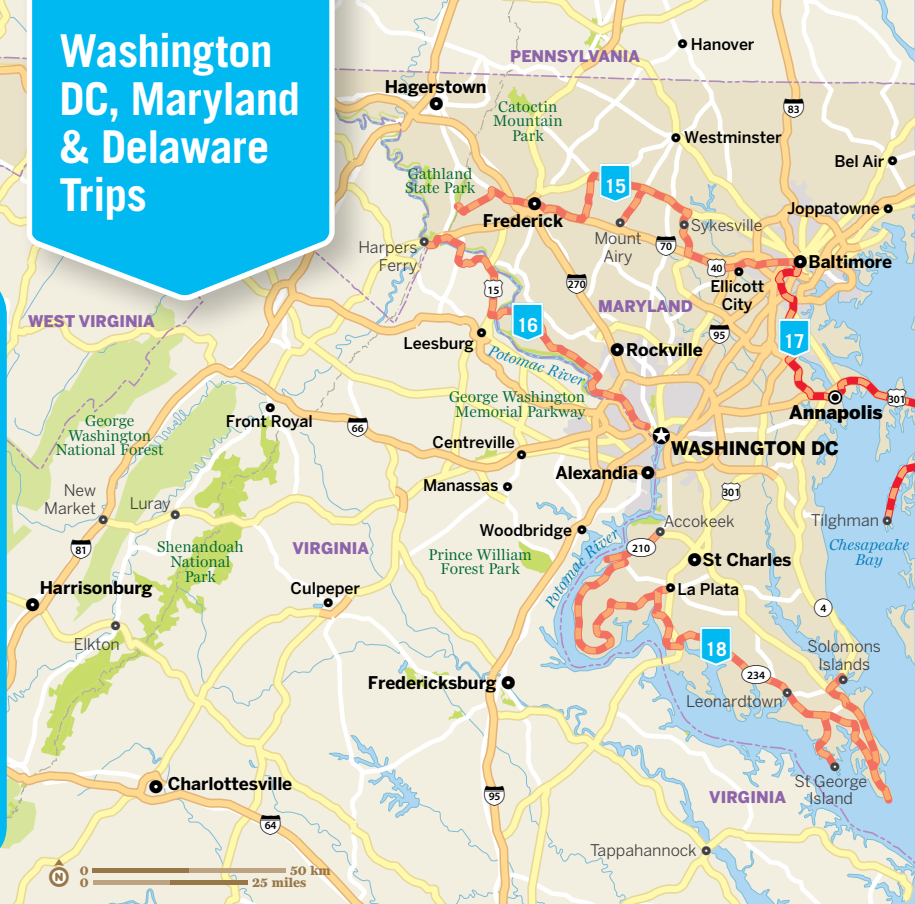 Washington
DC, Maryland
& Delaware
Trips
PENNSYLVANIA
Hanover
Hagerstown
Catoctin
Mountain
Park
83
Westminster
Bel Air
Gathland
State Park
15
Joppatowne
Frederick
Sykesville
Mount
Airy
70
Harpers
Ferry
40
Baltimore
Ellicott
City
15
270
MARYLAND
WEST VIRGINIA
16
95
17
Leesburg
Rockville
Potomac River
George Washington
Memorial Parkway
301
Annapolis
George
Washington
National Forest
Front Royal
66
Centreville
WASHINGTON DC
Alexandia
Manassas
301
New
Market
Luray
Tilghman
Accokeek
Woodbridge
Chesapeake
Bay
81
Shenandoah
National
Park
VIRGINIA
Prince William
Forest Park
Potomac River
210
St Charles
Harrisonburg
Culpeper
La Plata
4
Elkton
18
Solomons
Islands
234
Fredericksburg
Leonardtown
Charlottesville
95
VIRGINIA
St George
Island
64
Tappahannock
N
0 50 km
0 25 miles